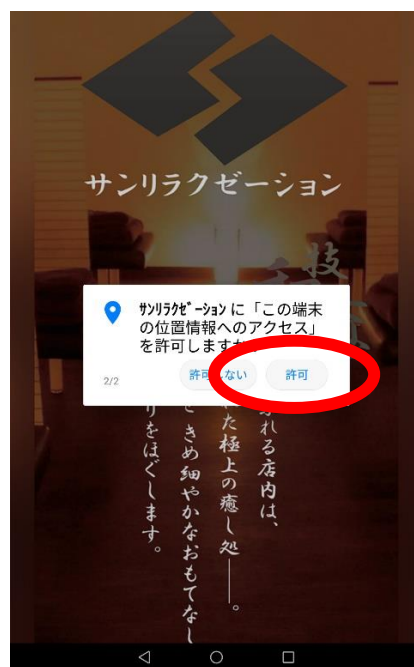 サンリラクゼーション
技
ｻﾝﾘﾗｸｾﾞｰｼｮﾝ に「この端末
の位置情報へのアクセス」
を許可しますか
2/2
許可しない
許可
れる店内は、
た極上の癒し処――。
きめ細やかなおもてなし
りをほぐします。